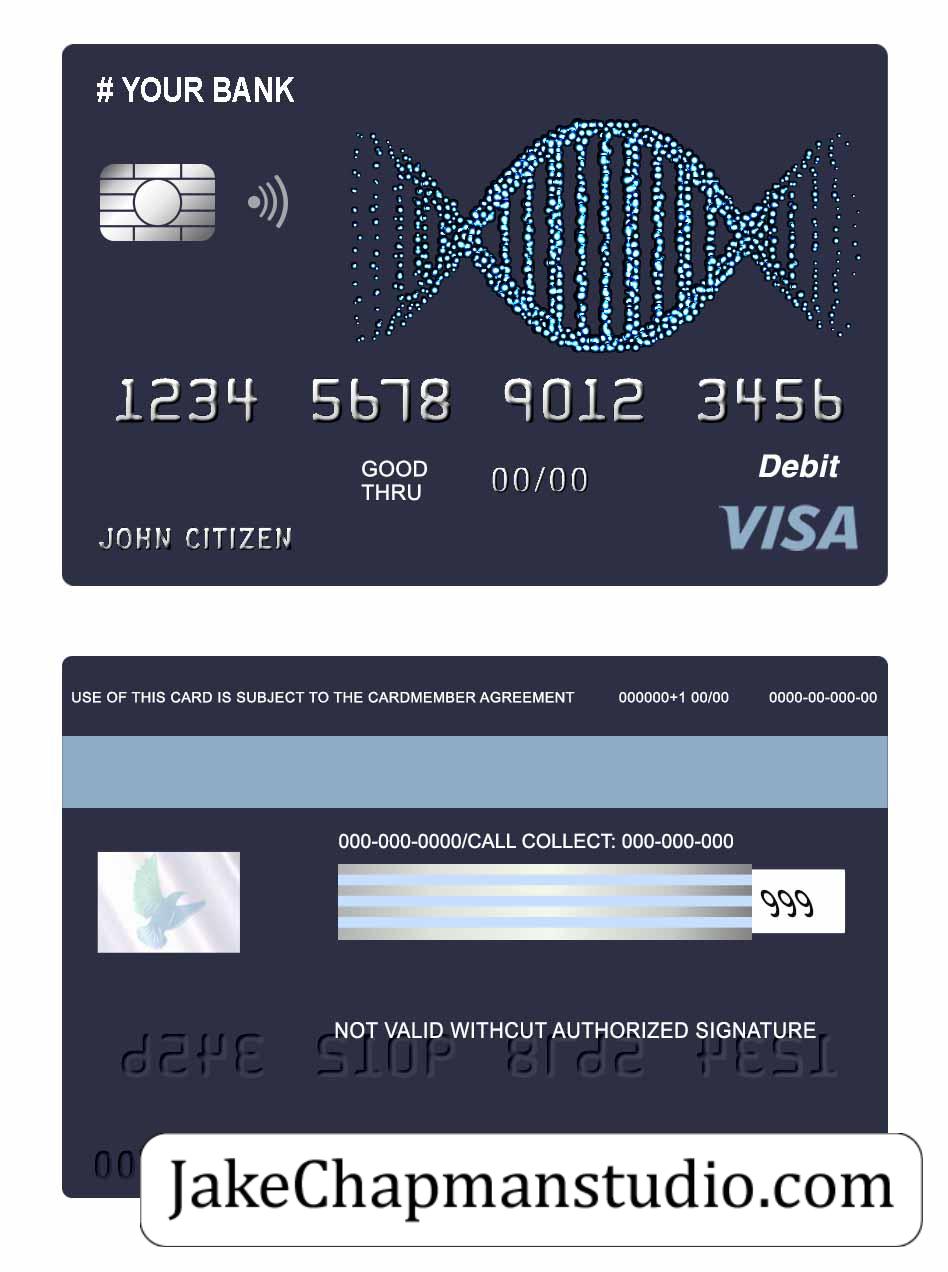 # YOUR BANK
1234 5678 9012 3456
GOOD
THRU
00/00
Debit
VISA
JOHN CITIZEN
USE OF THIS CARD IS SUBJECT TO THE CARDMEMBER AGREEMENT 000000+1 00/00 0000-00-000-00
000-000-0000/CALL COLLECT: 000-000-000
999
NOT VALID WITHCUT AUTHORIZED SIGNATURE
00
JakeChapmanstudio.com